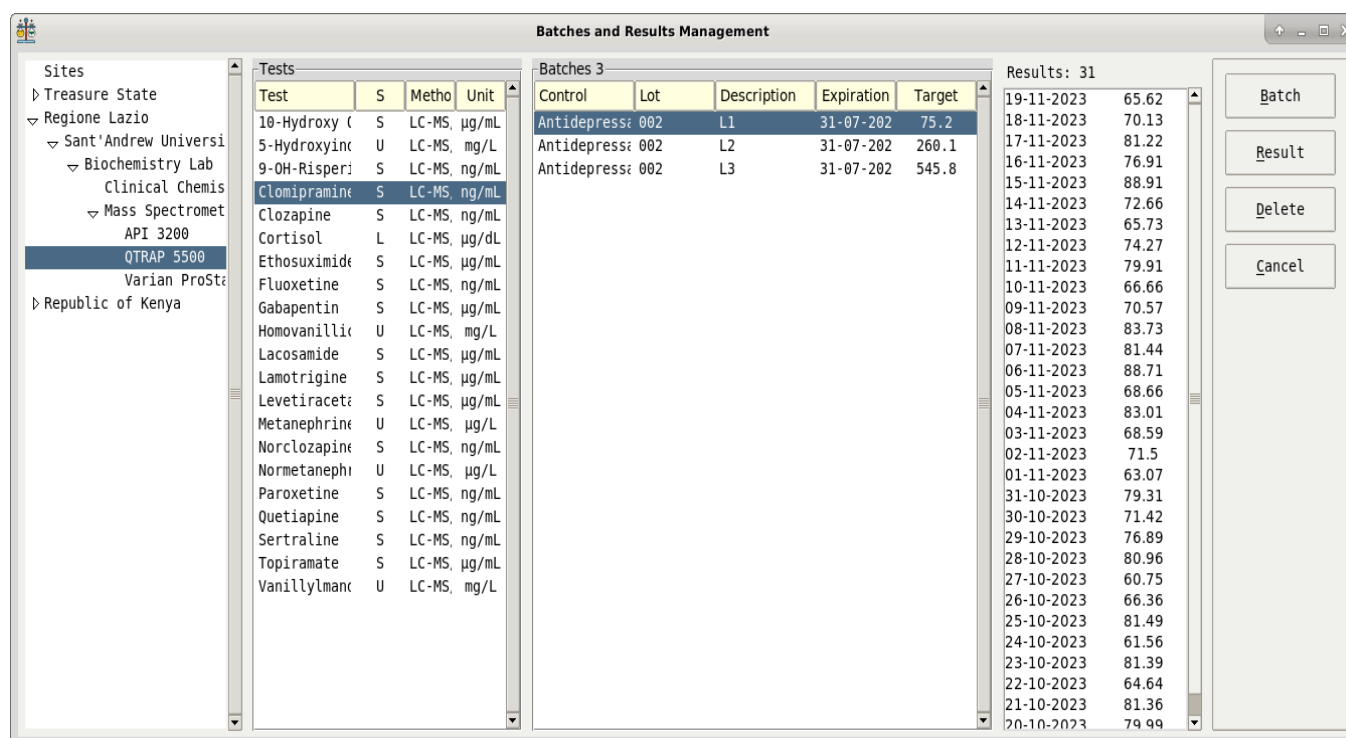 Batches and Results Management
Sites
Treasure State
Regione Lazio
Sant'Andrew Universi
Biochemistry Lab
Clinical Chemis
Mass Spectromet
API 3200
QTRAP 5500
Varian ProSta
Republic of Kenya
Tests
Test S Metho Unit
10-Hydroxy ( S LC-MS, µg/mL
5-Hydroxyind U LC-MS, mg/L
9-OH-Risperi S LC-MS, ng/mL
Clomipramine S LC-MS, ng/mL
Clozapine S LC-MS, ng/mL
Cortisol L LC-MS, µg/dL
Ethosuximide S LC-MS, µg/mL
Fluoxetine S LC-MS, ng/mL
Gabapentin S LC-MS, µg/mL
Homovanillic U LC-MS, mg/L
Lacosamide S LC-MS, µg/mL
Lamotrigine S LC-MS, µg/mL
Levetiraceta S LC-MS, µg/mL
Metanephrine U LC-MS, µg/L
Norclozapine S LC-MS, ng/mL
Normetanephr U LC-MS, µg/L
Paroxetine S LC-MS, ng/mL
Quetiapine S LC-MS, ng/mL
Sertraline S LC-MS, ng/mL
Topiramate S LC-MS, µg/mL
Vanillylmand U LC-MS, mg/L
Batches 3
Control Lot Description Expiration Target
Antidepressa 002 L1 31-07-202 75.2
Antidepressa 002 L2 31-07-202 260.1
Antidepressa 002 L3 31-07-202 545.8
Results: 31
19-11-2023 65.62
18-11-2023 70.13
17-11-2023 81.22
16-11-2023 76.91
15-11-2023 88.91
14-11-2023 72.66
13-11-2023 65.73
12-11-2023 74.27
11-11-2023 79.91
10-11-2023 66.66
09-11-2023 70.57
08-11-2023 83.73
07-11-2023 81.44
06-11-2023 88.71
05-11-2023 68.66
04-11-2023 83.01
03-11-2023 68.59
02-11-2023 71.5
01-11-2023 63.07
31-10-2023 79.31
30-10-2023 71.42
29-10-2023 76.89
28-10-2023 80.96
27-10-2023 60.75
26-10-2023 66.36
25-10-2023 81.49
24-10-2023 61.56
23-10-2023 81.39
22-10-2023 64.64
21-10-2023 81.36
20-10-2023 79.99
Batch
Result
Delete
Cancel